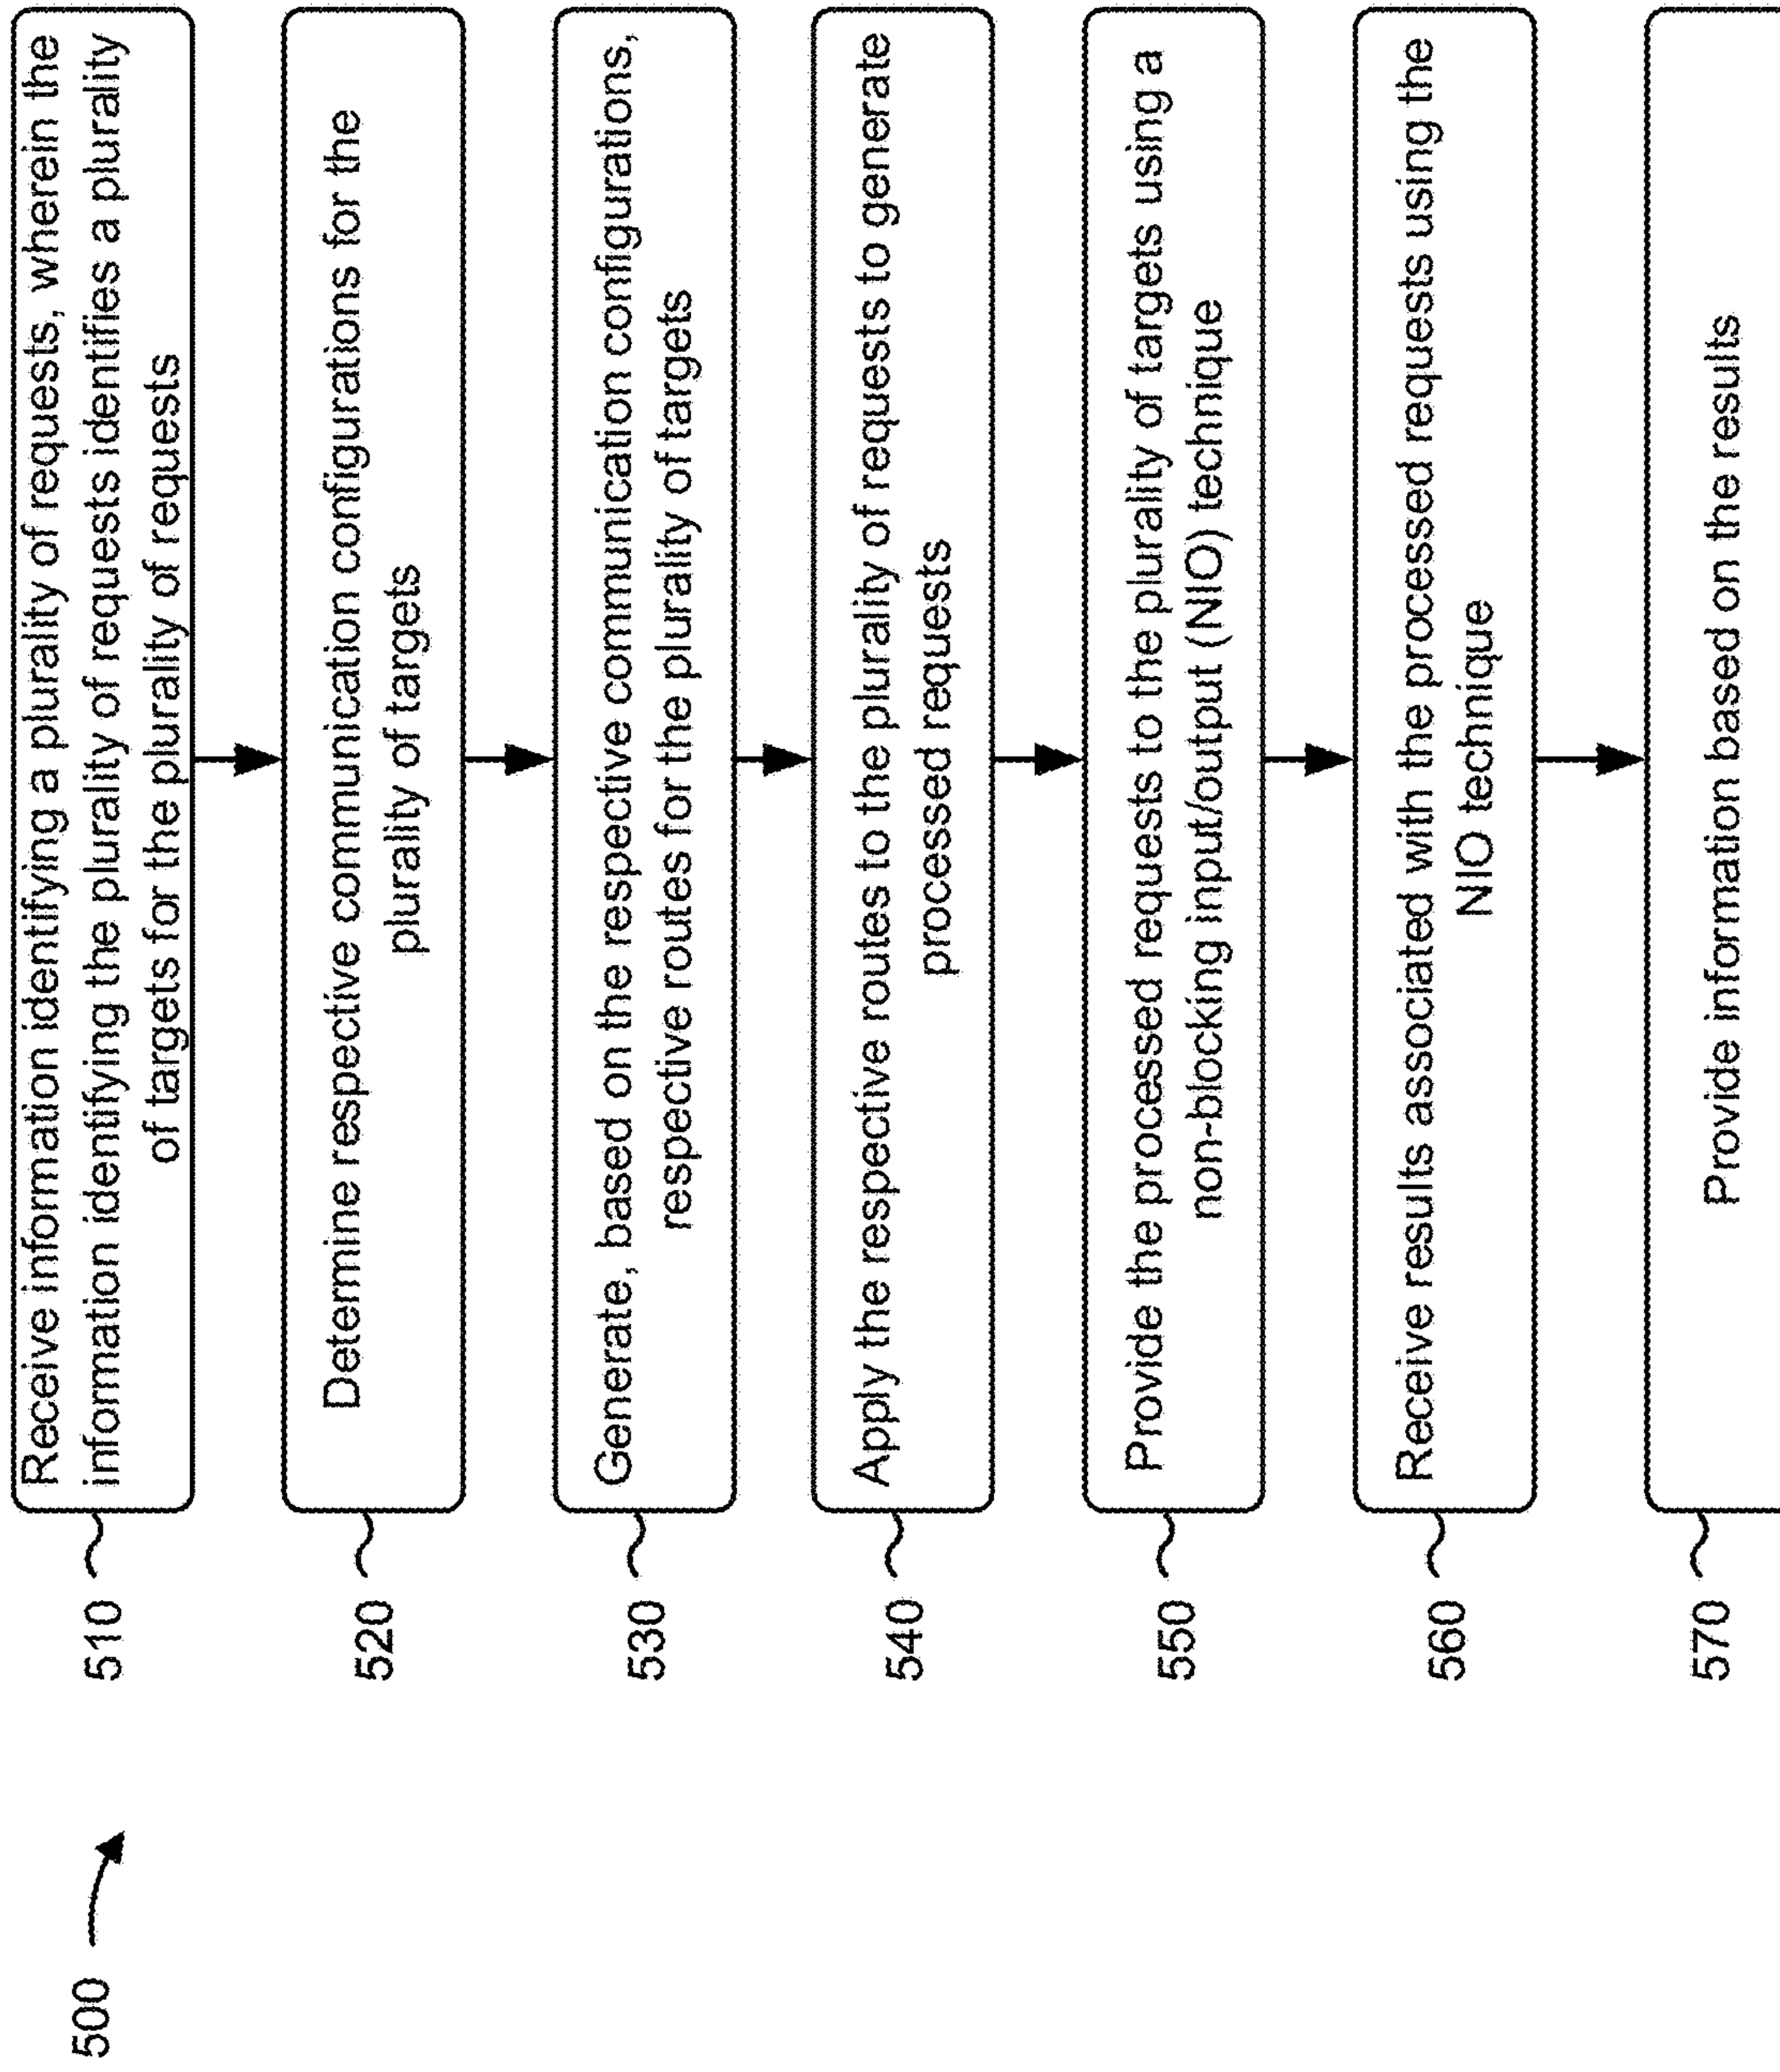 500
510
Receive information identifying a plurality of requests, wherein the
information identifying the plurality of requests identifies a plurality
of targets for the plurality of requests
520
Determine respective communication configurations for the
plurality of targets
530
Generate, based on the respective communication configurations,
respective routes for the plurality of targets
540
Apply the respective routes to the plurality of requests to generate
processed requests
550
Provide the processed requests to the plurality of targets using a
non-blocking input/output (NIO) technique
560
Receive results associated with the processed requests using the
NIO technique
570
Provide information based on the results